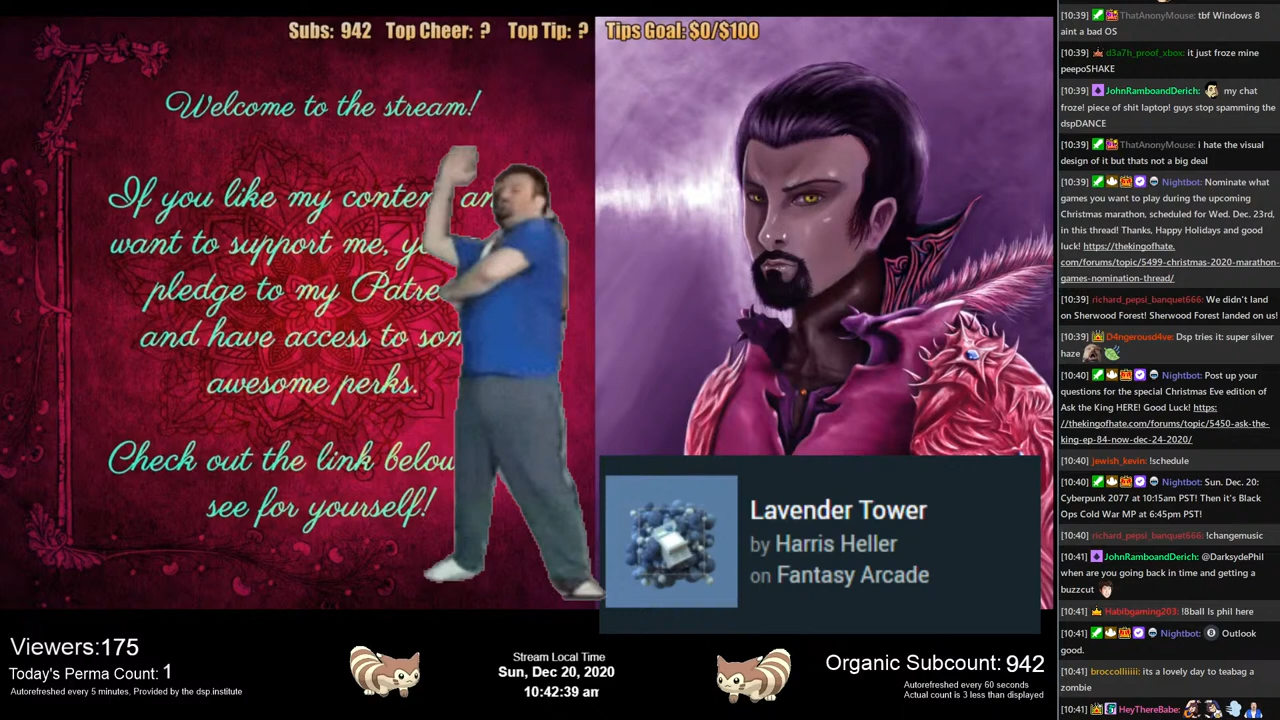 Subs: 942 Top Cheer: ? Top Tip: ? Tips Goal: $0/$100
Welcome to the stream!
If you like my conten an
want to support me, y
pledge to my Patre
and have access to som
awesome perks.
Check out the link below
see for yourself!
Lavender Tower
by Harris Heller
on Fantasy Arcade
Viewers:175
Today's Perma Count: 1
Autorefreshed every 5 minutes, Provided by the dsp.institute
Stream Local Time
Sun, Dec 20, 2020
10:42:39 am
Organic Subcount: 942
Autorefreshed every 60 seconds
Actual count is 3 less than displayed
[10:39] ThatAnonyMouse: tbf Windows 8
aint a bad OS
[10:39] d3a7h_proof_xbox: it just froze mine
peepoSHAKE
[10:39] JohnRamboandDerich: my chat
froze! piece of shit laptop! guys stop spamming the
dspDANCE
[10:39] ThatAnonyMouse: i hate the visual
design of it but thats not a big deal
[10:39] Nightbot: Nominate what
games you want to play during the upcoming
Christmas marathon, scheduled for Wed. Dec. 23rd,
in this thread! Thanks, Happy Holidays and good
luck! https://thekingofhate.
com/forums/topic/5499-christmas-2020-marathon-
games-nomination-thread/
[10:39] richard_pepsi_banquet666: We didn't land
on Sherwood Forest! Sherwood Forest landed on us!
[10:39] D4ngerousd4ve: Dsp tries it: super silver
haze
[10:40] Nightbot: Post up your
questions for the special Christmas Eve edition of
Ask the King HERE! Good Luck! https:
//thekingofhate.com/forums/topic/5450-ask-the-
king-ep-84-now-dec-24-2020/
[10:40] jewish_kevin: !schedule
[10:40] Nightbot: Sun. Dec. 20:
Cyberpunk 2077 at 10:15am PST! Then it's Black
Ops Cold War MP at 6:45pm PST!
[10:40] richard_pepsi_banquet666: !changemusic
[10:41] JohnRamboandDerich: @DarksydePhil
when are you going back in time and getting a
buzzcut
[10:41] Habibgaming203: !8ball Is phil here
[10:41] Nightbot: Outlook
good.
[10:41] broccoliiiii: its a lovely day to teabag a
zombie
[10:41] HeyThereBabe: